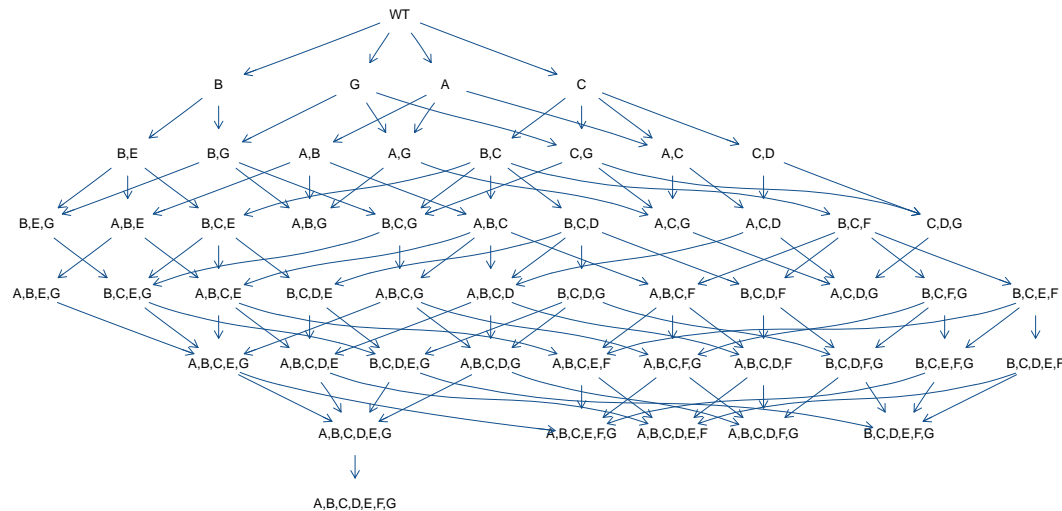 WT
B G A C
B,E B,G A,B A,G B,C C,G A,C C,D
B,E,G A,B,E B,C,E A,B,G B,C,G A,B,C B,C,D A,C,G A,C,D B,C,F C,D,G
A,B,E,G B,C,E,G A,B,C,E B,C,D,E A,B,C,G A,B,C,D B,C,D,G A,B,C,F B,C,D,F A,C,D,G B,C,F,G B,C,E,F
A,B,C,E,G A,B,C,D,E B,C,D,E,G A,B,C,D,G A,B,C,E,F A,B,C,F,G A,B,C,D,F B,C,D,F,G B,C,E,F,G B,C,D,E,F
A,B,C,D,E,G A,B,C,E,F,G A,B,C,D,E,F A,B,C,D,F,G B,C,D,E,F,G
A,B,C,D,E,F,G